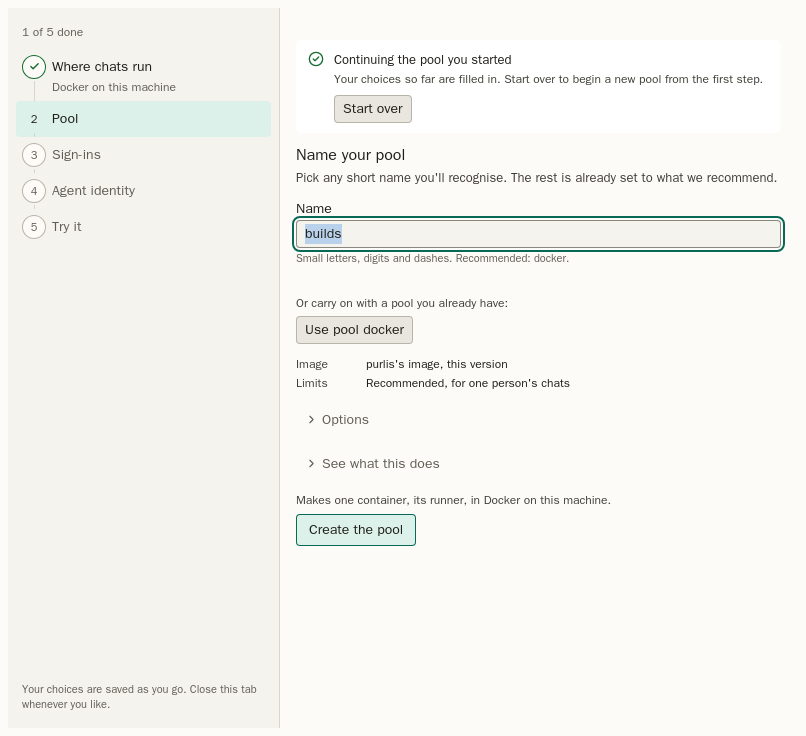 1 of 5 done
Where chats run
Docker on this machine
2 Pool
3 Sign-ins
4 Agent identity
5 Try it
Your choices are saved as you go. Close this tab
whenever you like.
Continuing the pool you started
Your choices so far are filled in. Start over to begin a new pool from the first step.
Start over
Name your pool
Pick any short name you'll recognise. The rest is already set to what we recommend.
Name
builds
Small letters, digits and dashes. Recommended: docker.
Or carry on with a pool you already have:
Use pool docker
Image purlis's image, this version
Limits Recommended, for one person's chats
Options
See what this does
Makes one container, its runner, in Docker on this machine.
Create the pool